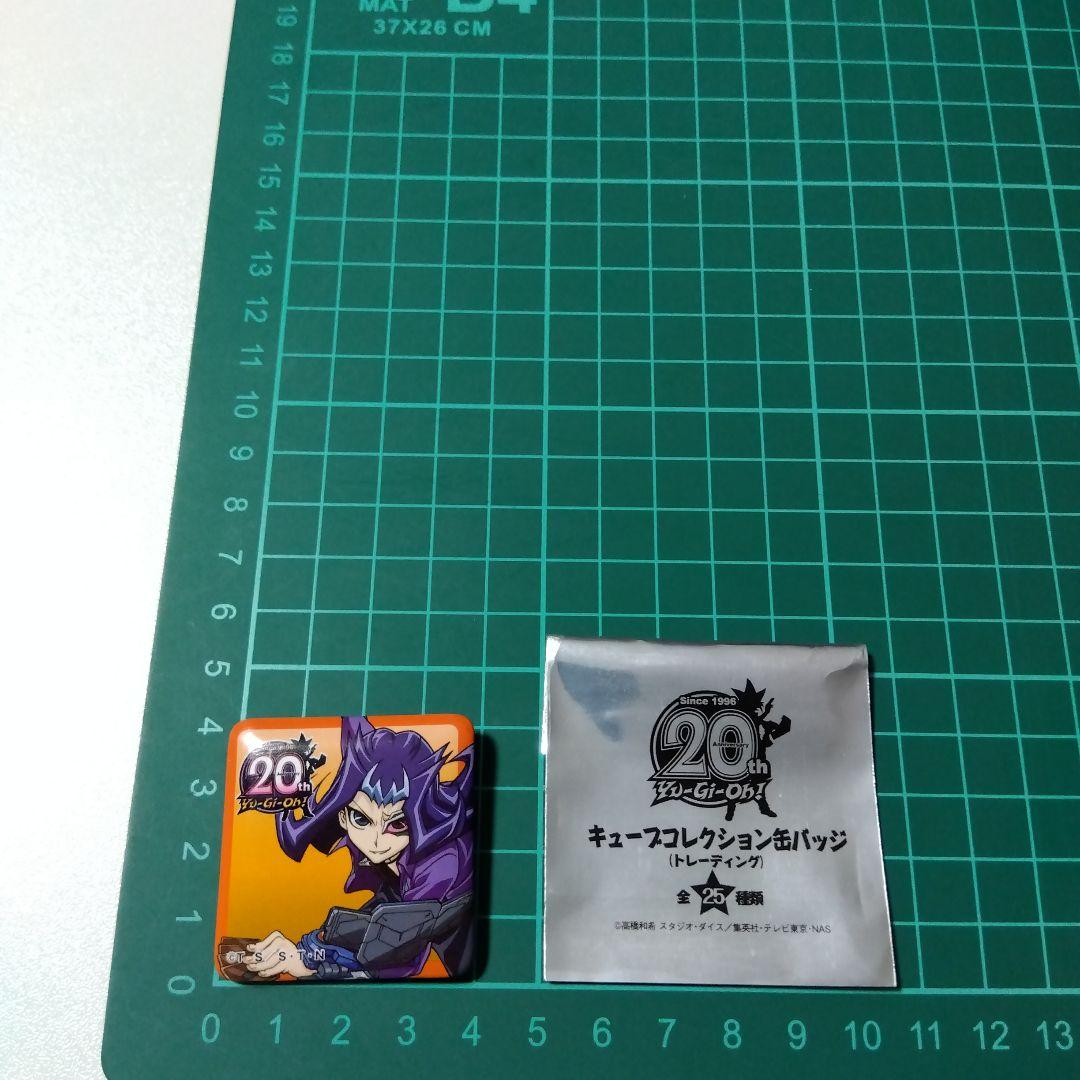 MAT B4
37X26 CM
19
18
17
16
15
14
13
12
11
10
9
8
7
6
5
4
3
2
1
0
20th
Yu-Gi-Oh!
©T S S・T・N
Since 1996
20th
Anniversary
Yu-Gi-Oh!
キューブコレクション缶バッジ
(トレーディング)
全25種類
©高橋和希 スタジオ・ダイス／集英社・テレビ東京・NAS
0 1 2 3 4 5 6 7 8 9 10 11 12 13